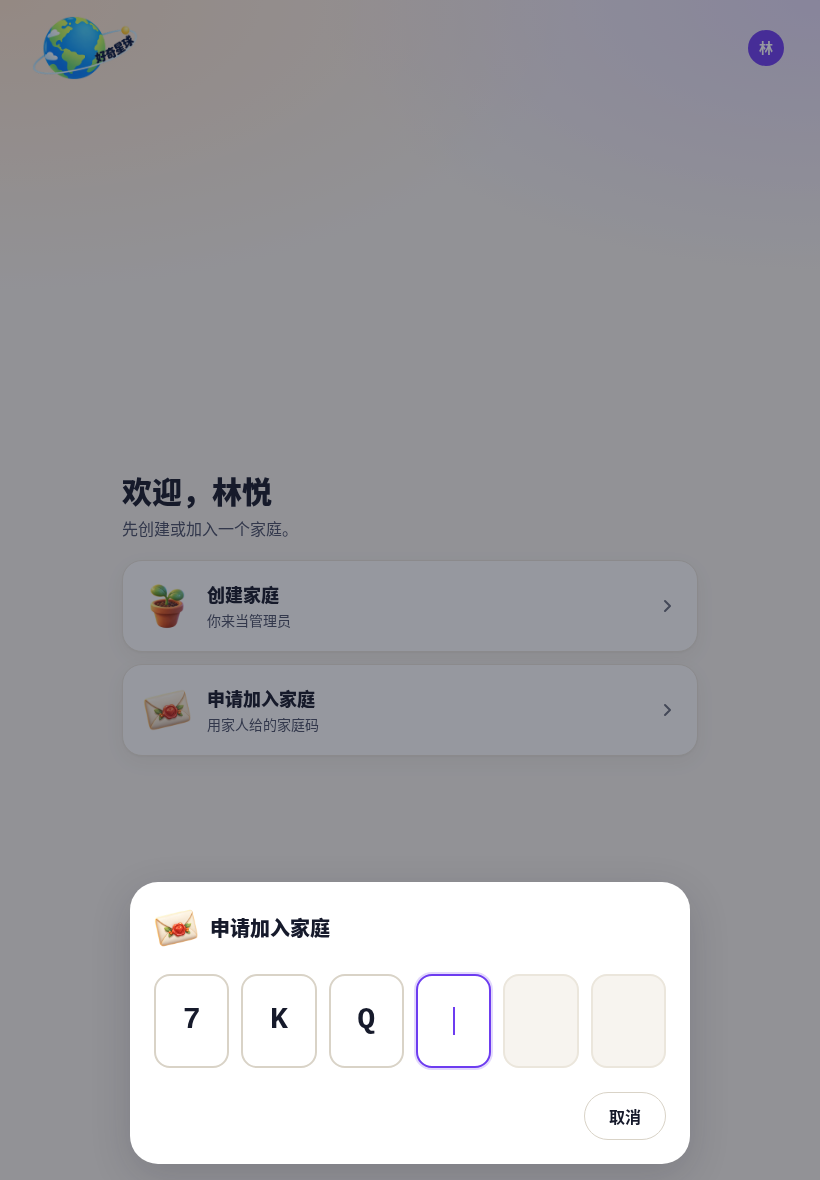 好奇星球
林
欢迎，林悦
先创建或加入一个家庭。
创建家庭
你来当管理员
申请加入家庭
用家人给的家庭码
申请加入家庭
7 K Q
取消